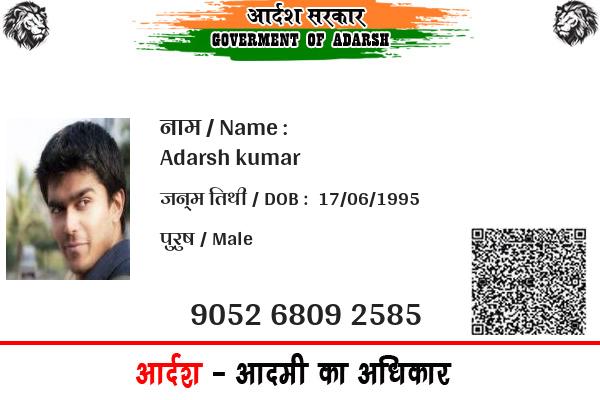 आर्दश सरकार
GOVERMENT OF ADARSH
नाम / Name :
Adarsh kumar
जन्म तिथी / DOB : 17/06/1995
पुरुष / Male
9052 6809 2585
आर्दश - आदमी का अधिकार